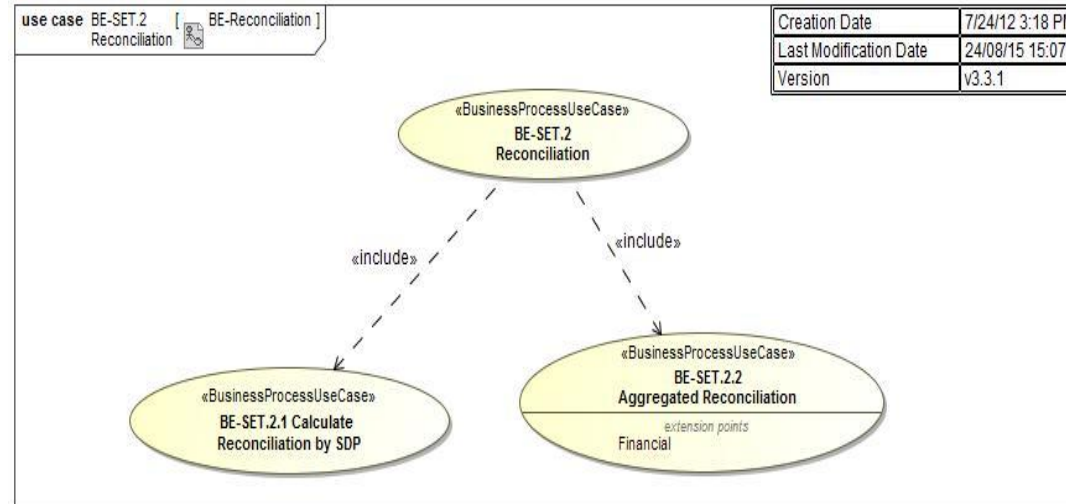 use case BE-SET.2 [ BE-Reconciliation ]
Reconciliation
Creation Date 7/24/12 3:18 PM
Last Modification Date 24/08/15 15:07
Version v3.3.1
«BusinessProcessUseCase»
BE-SET.2
Reconciliation
«include»
«include»
«BusinessProcessUseCase»
BE-SET.2.1 Calculate
Reconciliation by SDP
«BusinessProcessUseCase»
BE-SET.2.2
Aggregated Reconciliation
extension points
Financial